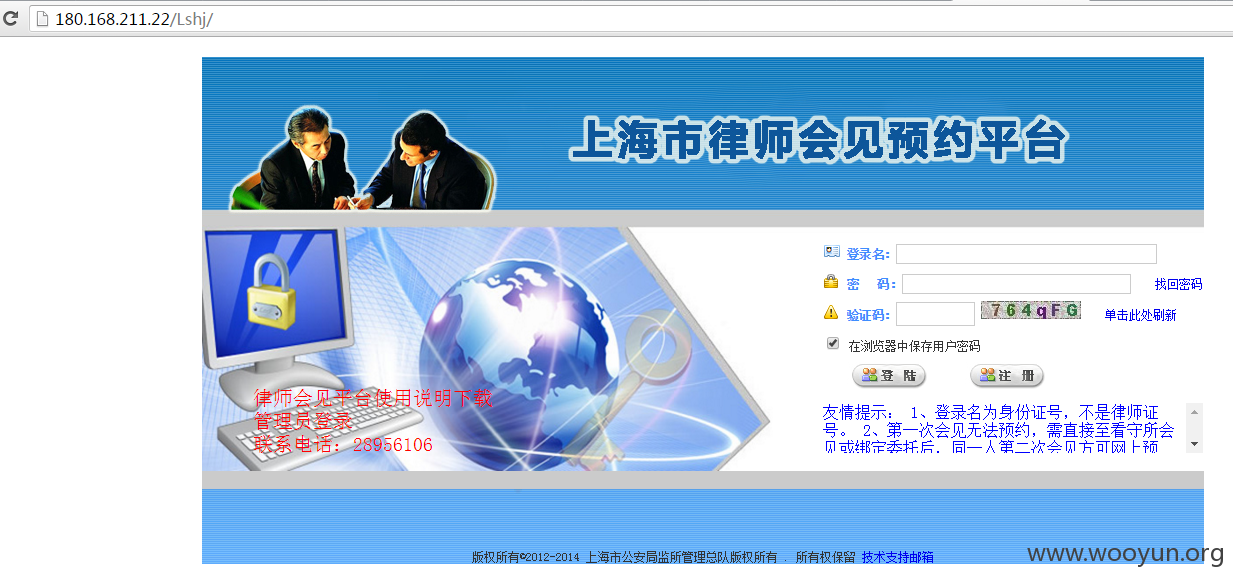 180.168.211.22/Lshj/
上海市律师会见预约平台
登录名:
密 码:
找回密码
验证码:
764qFG
单击此处刷新
在浏览器中保存用户密码
登 陆
注 册
律师会见平台使用说明下载
管理员登录
联系电话：28956106
友情提示： 1、登录名为身份证号，不是律师证
号。 2、第一次会见无法预约，需直接至看守所会
见或绑定委托后，同一人第二次会见方可网上预
版权所有©2012-2014 上海市公安局监所管理总队版权所有 . 所有权保留 技术支持邮箱
www.wooyun.org